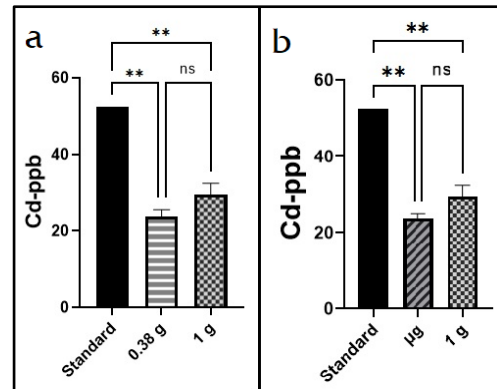 a
**
**
ns
60
40
20
0
Cd-ppb
Standard
0.38 g
1 g
b
**
**
ns
60
40
20
0
Cd-ppb
Standard
µg
1 g